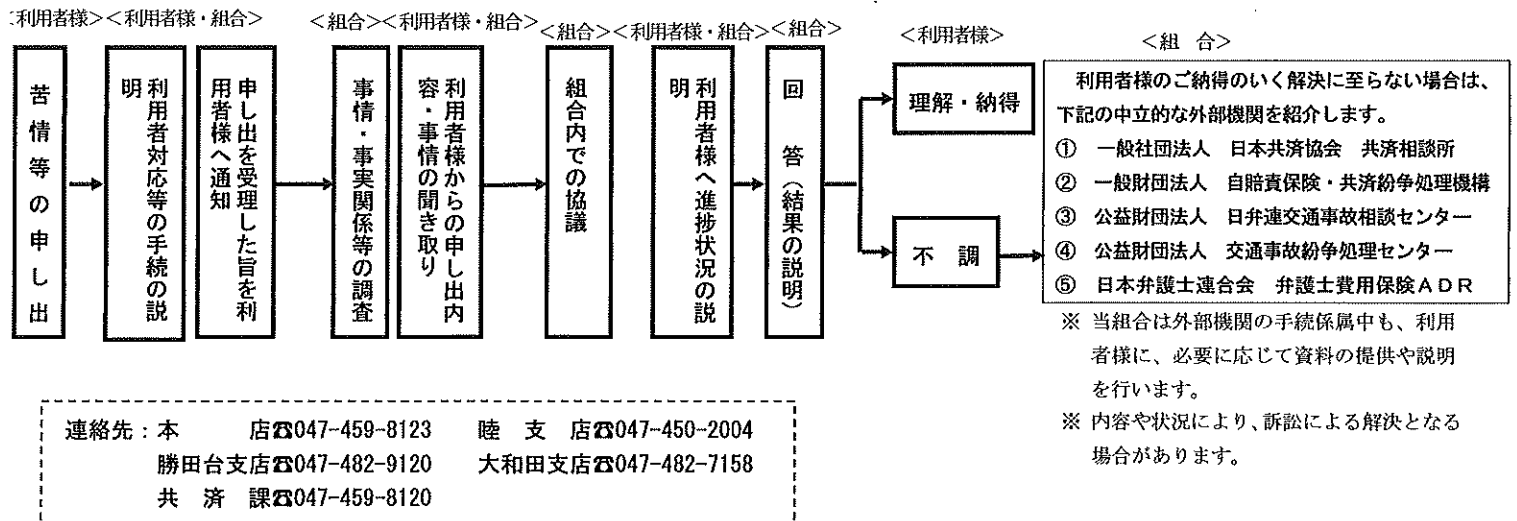 <利用者様>
<利用者様・組合>
<組合>
<利用者様・組合>
<組合>
<利用者様・組合>
<組合>
<利用者様>
<組　合>
苦情等の申し出
利用者対応等の手続の説
明
申し出を受理した旨を利
用者様へ通知
事情・事実関係等の調査
利用者様からの申し出内
容・事情の聞き取り
組合内での協議
利用者様へ進捗状況の説
明
回　答（結果の説明）
理解・納得
不　調
利用者様のご納得のいく解決に至らない場合は、
下記の中立的な外部機関を紹介します。
①　一般社団法人　日本共済協会　共済相談所
②　一般財団法人　自賠責保険・共済紛争処理機構
③　公益財団法人　日弁連交通事故相談センター
④　公益財団法人　交通事故紛争処理センター
⑤　日本弁護士連合会　弁護士費用保険ＡＤＲ
※ 当組合は外部機関の手続係属中も、利用
者様に、必要に応じて資料の提供や説明
を行います。
※ 内容や状況により、訴訟による解決となる
場合があります。
連絡先：本　　　店☎047-459-8123　　睦　支　店☎047-450-2004
勝田台支店☎047-482-9120　　大和田支店☎047-482-7158
共　済　課☎047-459-8120